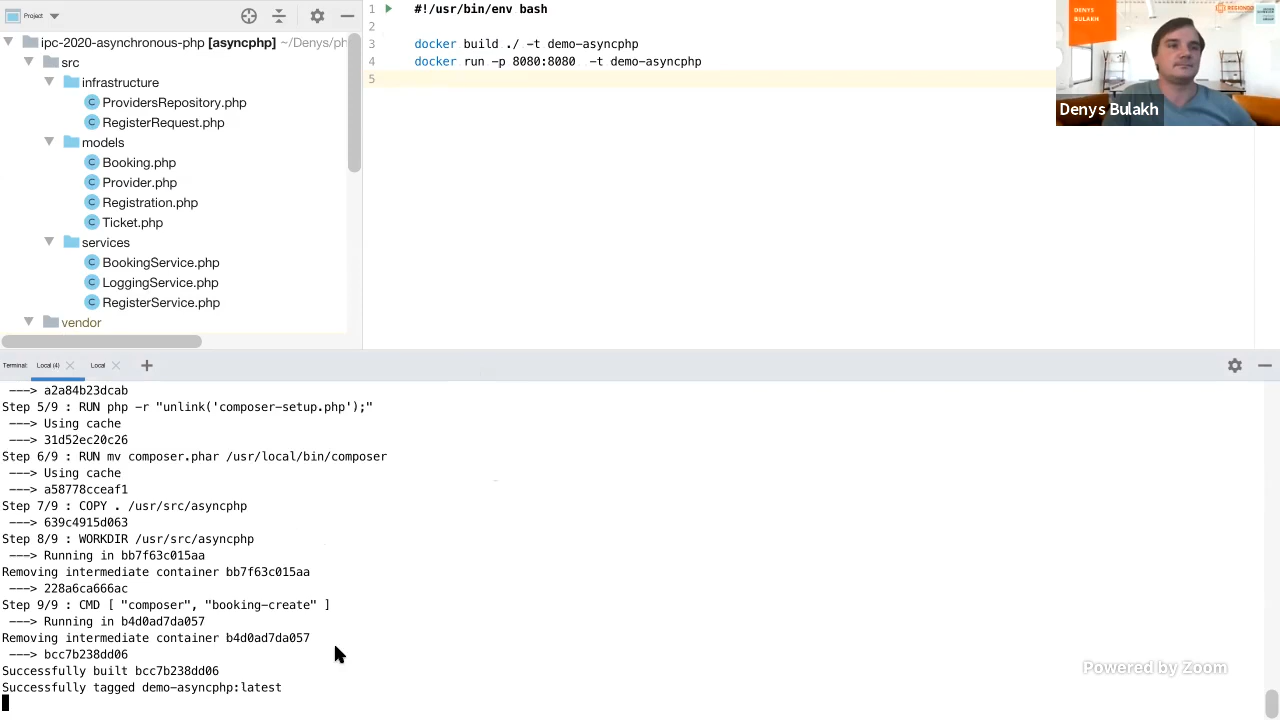 Project
ipc-2020-asynchronous-php [asyncphp] ~/Denys/ph
src
infrastructure
ProvidersRepository.php
RegisterRequest.php
models
Booking.php
Provider.php
Registration.php
Ticket.php
services
BookingService.php
LoggingService.php
RegisterService.php
vendor
1 #!/usr/bin/env bash
2
3 docker build ./ -t demo-asyncphp
4 docker run -p 8080:8080 -t demo-asyncphp
5
DENYS
BULAKH
Denys Bulakh
Terminal: Local (4) Local
---> a2a84b23dcab
Step 5/9 : RUN php -r "unlink('composer-setup.php');"
---> Using cache
---> 31d52ec20c26
Step 6/9 : RUN mv composer.phar /usr/local/bin/composer
---> Using cache
---> a58778cceaf1
Step 7/9 : COPY . /usr/src/asyncphp
---> 639c4915d063
Step 8/9 : WORKDIR /usr/src/asyncphp
---> Running in bb7f63c015aa
Removing intermediate container bb7f63c015aa
---> 228a6ca666ac
Step 9/9 : CMD [ "composer", "booking-create" ]
---> Running in b4d0ad7da057
Removing intermediate container b4d0ad7da057
---> bcc7b238dd06
Successfully built bcc7b238dd06
Successfully tagged demo-asyncphp:latest
Powered by Zoom